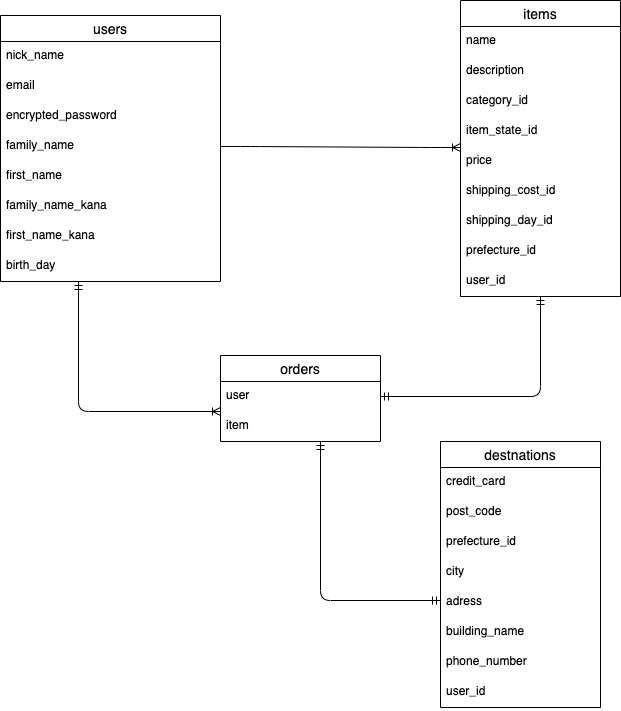 users
nick_name
email
encrypted_password
family_name
first_name
family_name_kana
first_name_kana
birth_day
items
name
description
category_id
item_state_id
price
shipping_cost_id
shipping_day_id
prefecture_id
user_id
orders
user
item
destnations
credit_card
post_code
prefecture_id
city
adress
building_name
phone_number
user_id